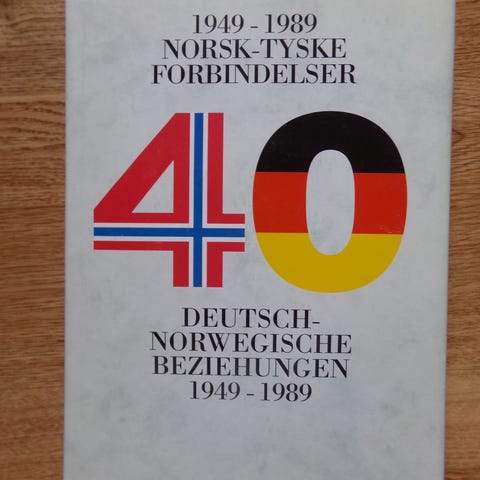 1949 - 1989
NORSK-TYSKE
FORBINDELSER
40
DEUTSCH-
NORWEGISCHE
BEZIEHUNGEN
1949 - 1989